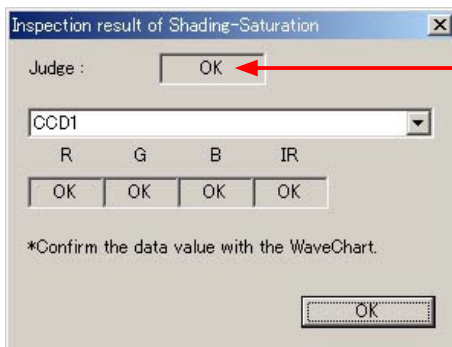 Inspection result of Shading-Saturation
Judge : OK
CCD1
R G B IR
OK OK OK OK
*Confirm the data value with the WaveChart.
OK